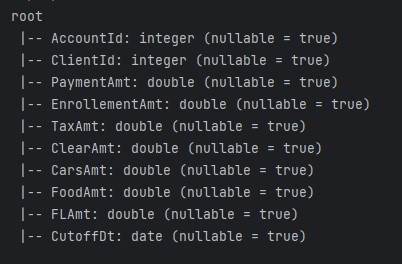 root
 |-- AccountId: integer (nullable = true)
 |-- ClientId: integer (nullable = true)
 |-- PaymentAmt: double (nullable = true)
 |-- EnrollementAmt: double (nullable = true)
 |-- TaxAmt: double (nullable = true)
 |-- ClearAmt: double (nullable = true)
 |-- CarsAmt: double (nullable = true)
 |-- FoodAmt: double (nullable = true)
 |-- FLAmt: double (nullable = true)
 |-- CutoffDt: date (nullable = true)